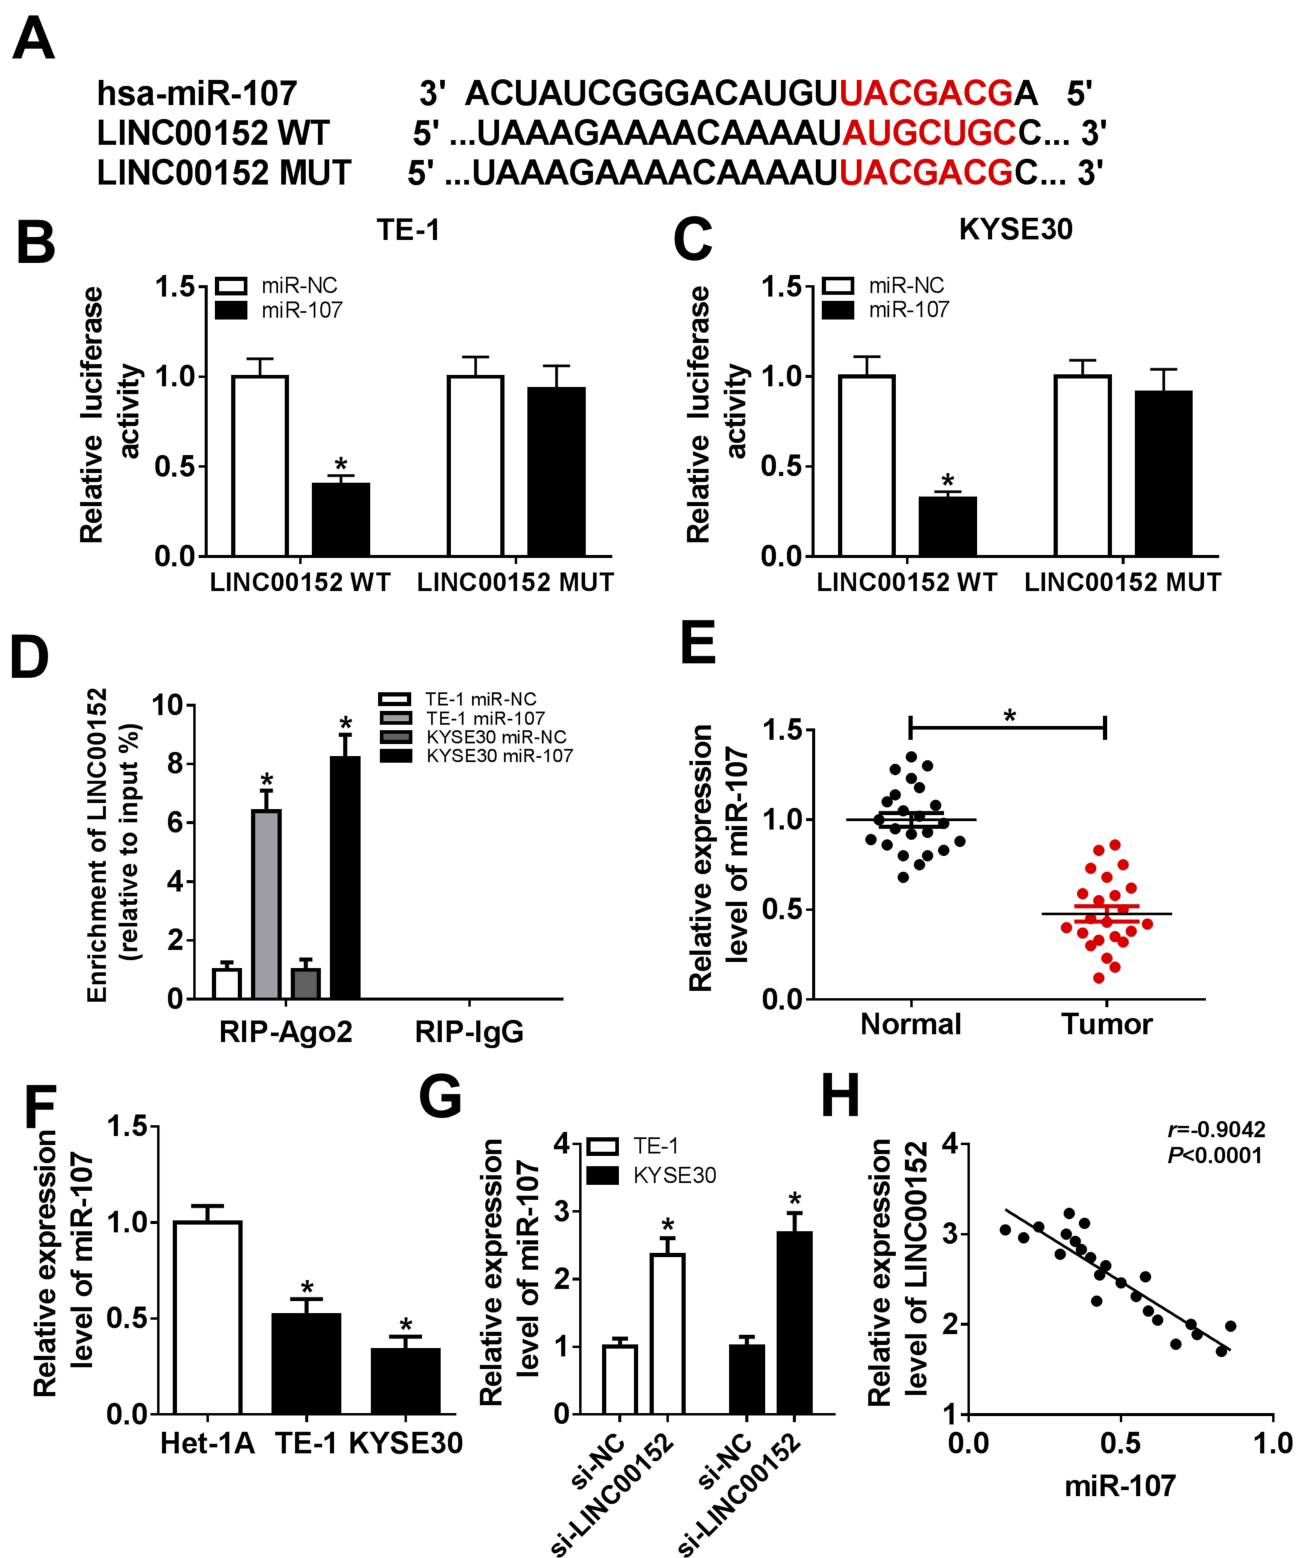 A
hsa-miR-107 3' ACUAUCGGGACAUGUUACGACGA 5'
LINC00152 WT 5' ...UAAAGAAAACAAAAUAUGCUGCC... 3'
LINC00152 MUT 5' ...UAAAGAAAACAAAAUUACGACGC... 3'
B
TE-1
Relative luciferase
activity
1.5
1.0
0.5
0.0
miR-NC
miR-107
*
LINC00152 WT LINC00152 MUT
C
KYSE30
Relative luciferase
activity
1.5
1.0
0.5
0.0
miR-NC
miR-107
*
LINC00152 WT LINC00152 MUT
D
Enrichment of LINC00152
(relative to input %)
10
8
6
4
2
0
TE-1 miR-NC
TE-1 miR-107
KYSE30 miR-NC
KYSE30 miR-107
* *
RIP-Ago2 RIP-IgG
E
Relative expression
level of miR-107
1.5
1.0
0.5
0.0
*
Normal Tumor
F
Relative expression
level of miR-107
1.5
1.0
0.5
0.0
* *
Het-1A TE-1 KYSE30
G
Relative expression
level of miR-107
4
3
2
1
0
TE-1
KYSE30
* *
si-NC
si-LINC00152
si-NC
si-LINC00152
H
Relative expression
level of LINC00152
4
3
2
1
r=-0.9042
P<0.0001
0.0 0.5 1.0
miR-107